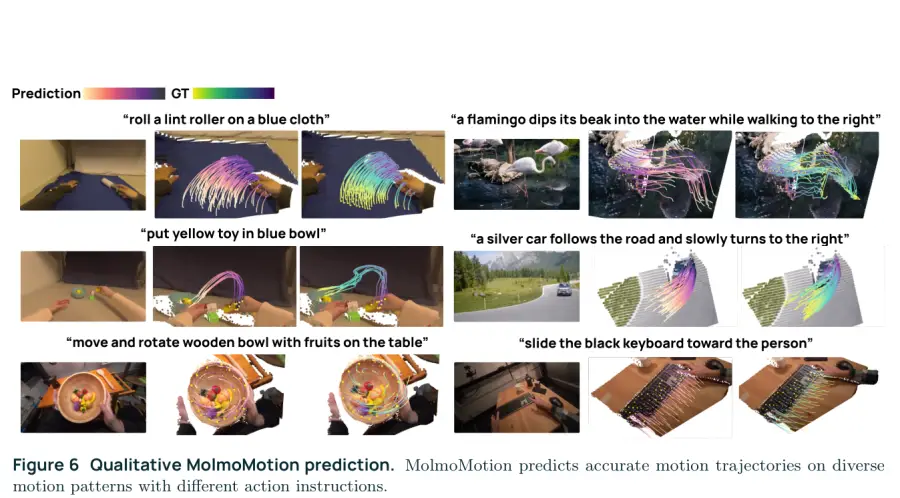 Prediction GT
“roll a lint roller on a blue cloth”
“a flamingo dips its beak into the water while walking to the right”
“put yellow toy in blue bowl”
“a silver car follows the road and slowly turns to the right”
“move and rotate wooden bowl with fruits on the table”
“slide the black keyboard toward the person”
Figure 6 Qualitative MolmoMotion prediction. MolmoMotion predicts accurate motion trajectories on diverse
motion patterns with different action instructions.